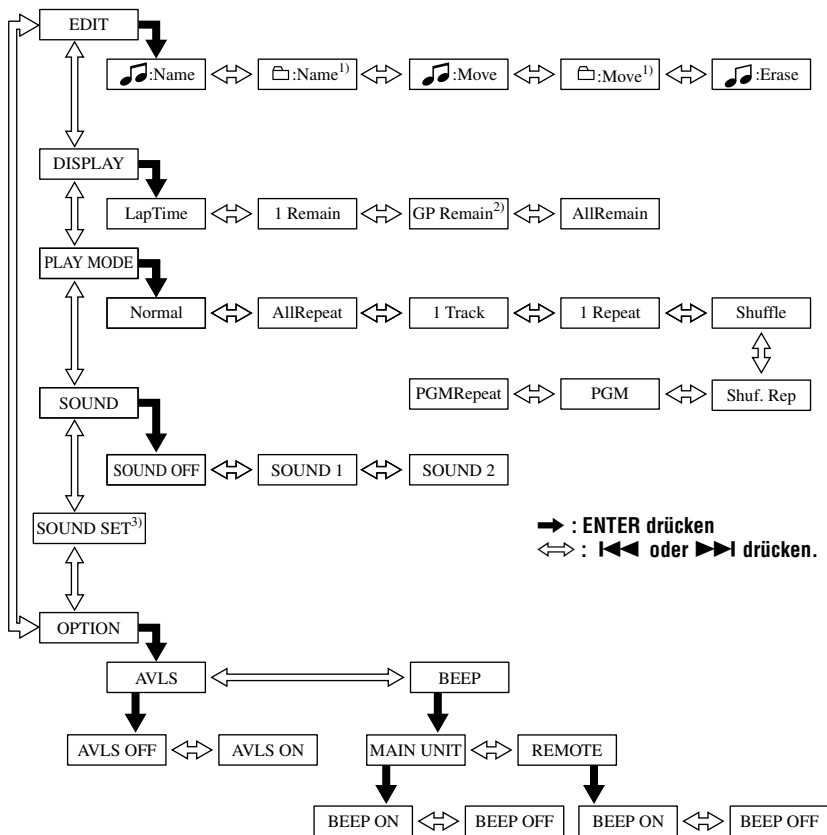 EDIT
:Name
:Name1)
:Move
:Move1)
:Erase
DISPLAY
LapTime
1 Remain
GP Remain2)
AllRemain
PLAY MODE
Normal
AllRepeat
1 Track
1 Repeat
Shuffle
PGMRepeat
PGM
Shuf. Rep
SOUND
SOUND OFF
SOUND 1
SOUND 2
SOUND SET3)
: ENTER drücken
: oder drücken.
OPTION
AVLS
BEEP
AVLS OFF
AVLS ON
MAIN UNIT
REMOTE
BEEP ON
BEEP OFF
BEEP ON
BEEP OFF